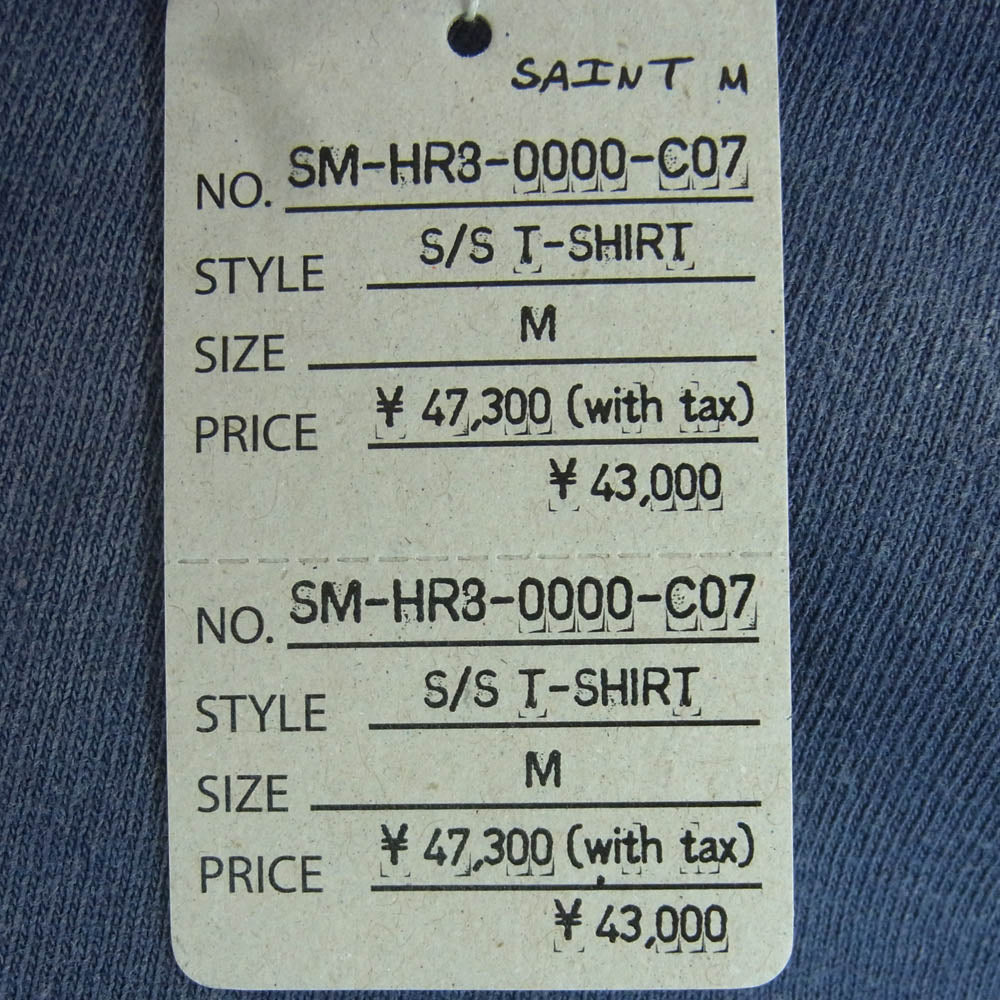 SAINT M
NO. SM-HR3-0000-C07
STYLE S/S T-SHIRT
SIZE M
PRICE ¥ 47,300 (with tax)
¥ 43,000
NO. SM-HR3-0000-C07
STYLE S/S T-SHIRT
SIZE M
PRICE ¥ 47,300 (with tax)
¥ 43,000